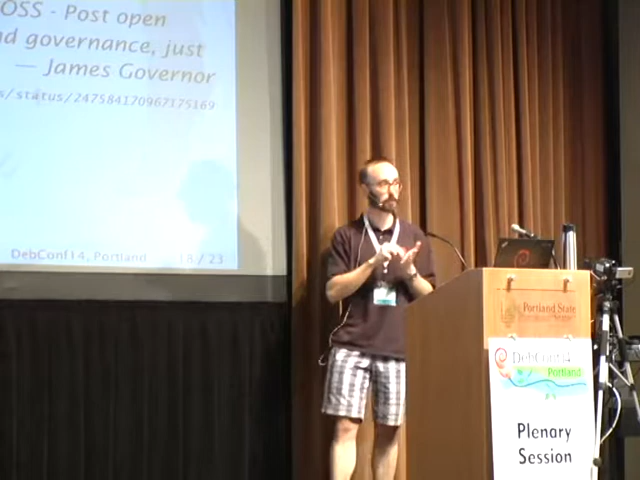 OSS - Post open
d governance, just
— James Governor
s/status/247584170967175169
DebConf14, Portland
18 / 23
Portland State
DebConf14
Portland
Plenary
Session